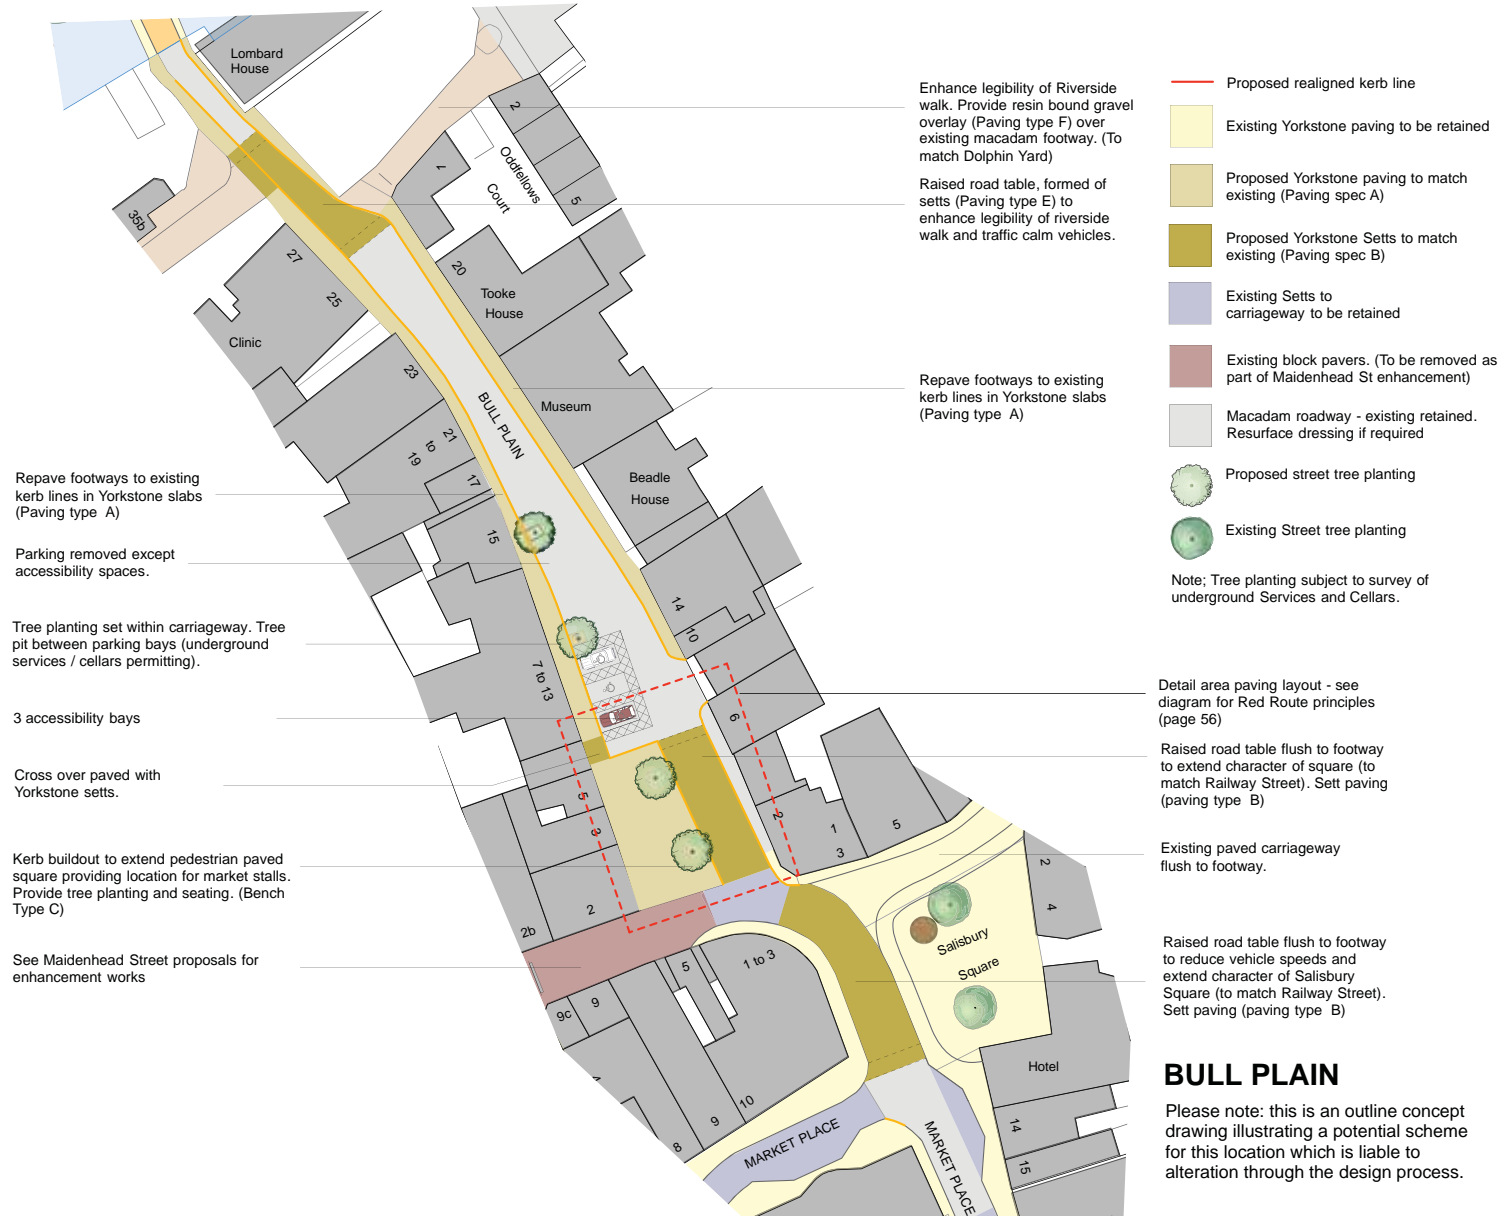 Lombard
House
35b
27
25
Clinic
23
21
to
19
17
15
7 to 13
5
3
2
2b
2
7
Oddfellows
Court
5
20
Tooke
House
BULL PLAIN
Museum
Beadle
House
14
10
6
2
1
3
5
2
4
Salisbury
Square
Hotel
14
15
1 to 3
5
9
9c
10
9
8
MARKET PLACE
MARKET PLACE
Repave footways to existing
kerb lines in Yorkstone slabs
(Paving type A)
Parking removed except
accessibility spaces.
Tree planting set within carriageway. Tree
pit between parking bays (underground
services / cellars permitting).
3 accessibility bays
Cross over paved with
Yorkstone setts.
Kerb buildout to extend pedestrian paved
square providing location for market stalls.
Provide tree planting and seating. (Bench
Type C)
See Maidenhead Street proposals for
enhancement works
Enhance legibility of Riverside
walk. Provide resin bound gravel
overlay (Paving type F) over
existing macadam footway. (To
match Dolphin Yard)
Raised road table, formed of
setts (Paving type E) to
enhance legibility of riverside
walk and traffic calm vehicles.
Repave footways to existing
kerb lines in Yorkstone slabs
(Paving type A)
Proposed realigned kerb line
Existing Yorkstone paving to be retained
Proposed Yorkstone paving to match
existing (Paving spec A)
Proposed Yorkstone Setts to match
existing (Paving spec B)
Existing Setts to
carriageway to be retained
Existing block pavers. (To be removed as
part of Maidenhead St enhancement)
Macadam roadway - existing retained.
Resurface dressing if required
Proposed street tree planting
Existing Street tree planting
Note; Tree planting subject to survey of
underground Services and Cellars.
Detail area paving layout - see
diagram for Red Route principles
(page 56)
Raised road table flush to footway
to extend character of square (to
match Railway Street). Sett paving
(paving type B)
Existing paved carriageway
flush to footway.
Raised road table flush to footway
to reduce vehicle speeds and
extend character of Salisbury
Square (to match Railway Street).
Sett paving (paving type B)
BULL PLAIN
Please note: this is an outline concept
drawing illustrating a potential scheme
for this location which is liable to
alteration through the design process.